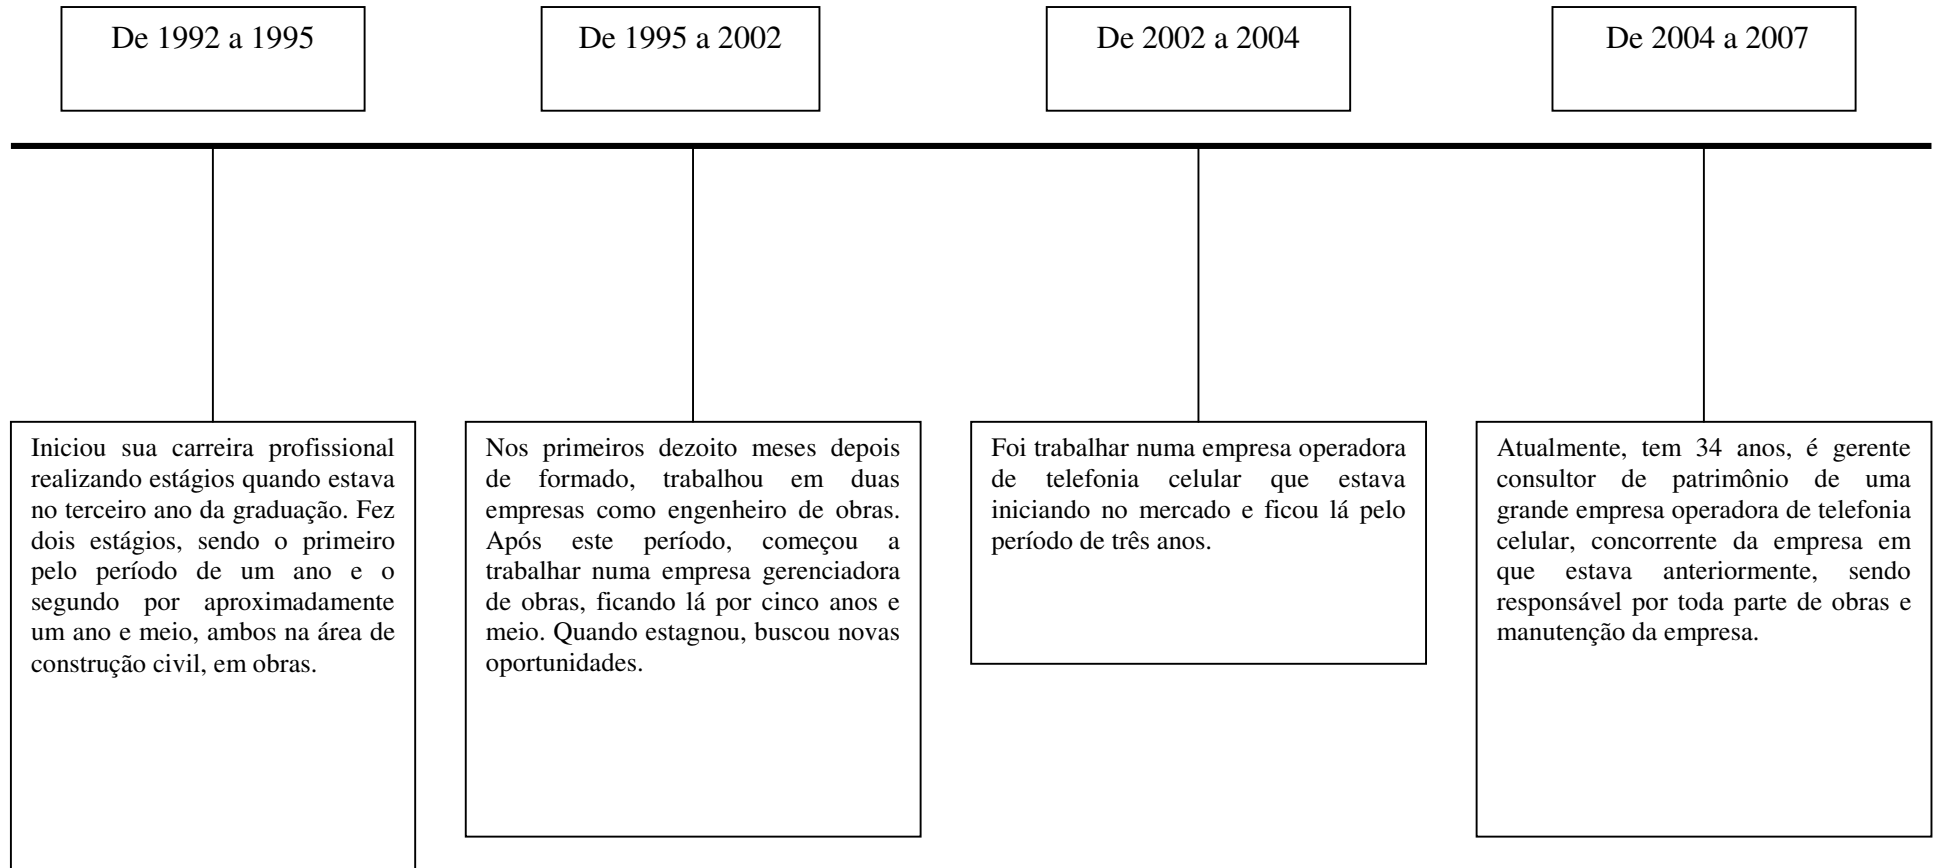 De 1992 a 1995
De 1995 a 2002
De 2002 a 2004
De 2004 a 2007
Iniciou sua carreira profissional
realizando estágios quando estava
no terceiro ano da graduação. Fez
dois estágios, sendo o primeiro
pelo período de um ano e o
segundo por aproximadamente
um ano e meio, ambos na área de
construção civil, em obras.
Nos primeiros dezoito meses depois
de formado, trabalhou em duas
empresas como engenheiro de obras.
Após este período, começou a
trabalhar numa empresa gerenciadora
de obras, ficando lá por cinco anos e
meio. Quando estagnou, buscou novas
oportunidades.
Foi trabalhar numa empresa operadora
de telefonia celular que estava
iniciando no mercado e ficou lá pelo
período de três anos.
Atualmente, tem 34 anos, é gerente
consultor de patrimônio de uma
grande empresa operadora de telefonia
celular, concorrente da empresa em
que estava anteriormente, sendo
responsável por toda parte de obras e
manutenção da empresa.